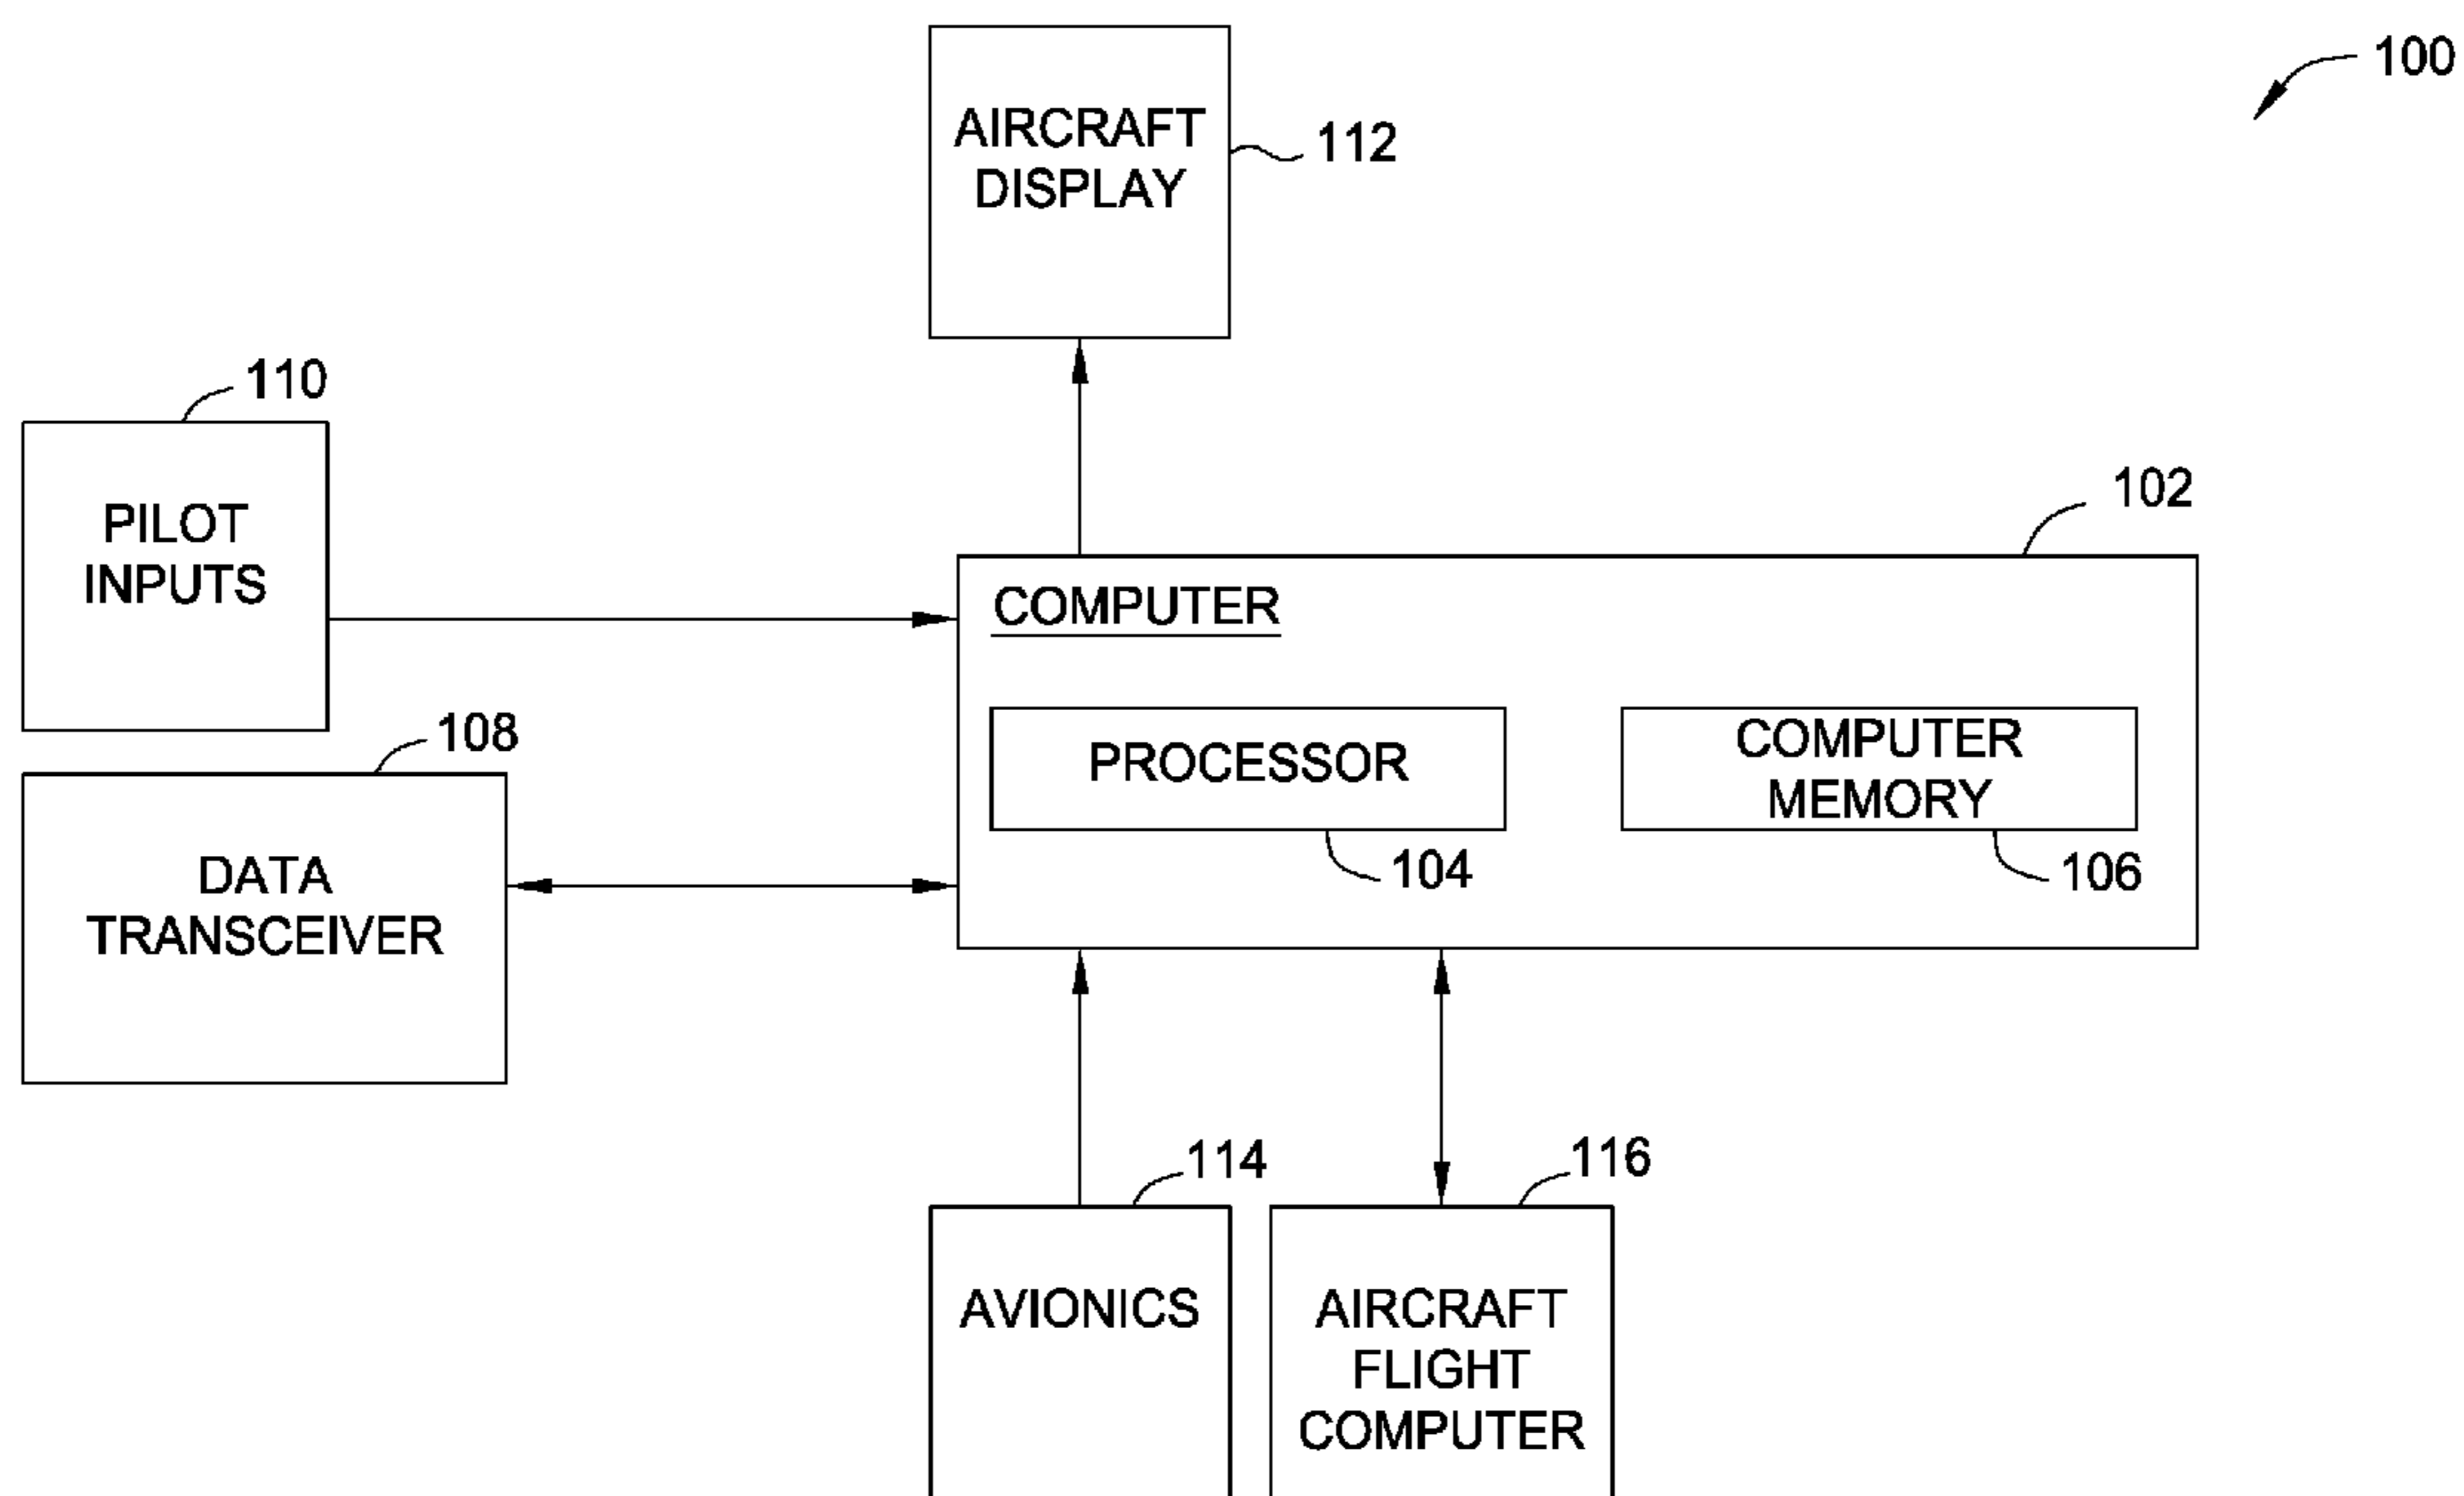 100
AIRCRAFT
DISPLAY
112
110
PILOT
INPUTS
102
COMPUTER
108
PROCESSOR
COMPUTER
MEMORY
104
106
DATA
TRANSCEIVER
114
116
AVIONICS
AIRCRAFT
FLIGHT
COMPUTER